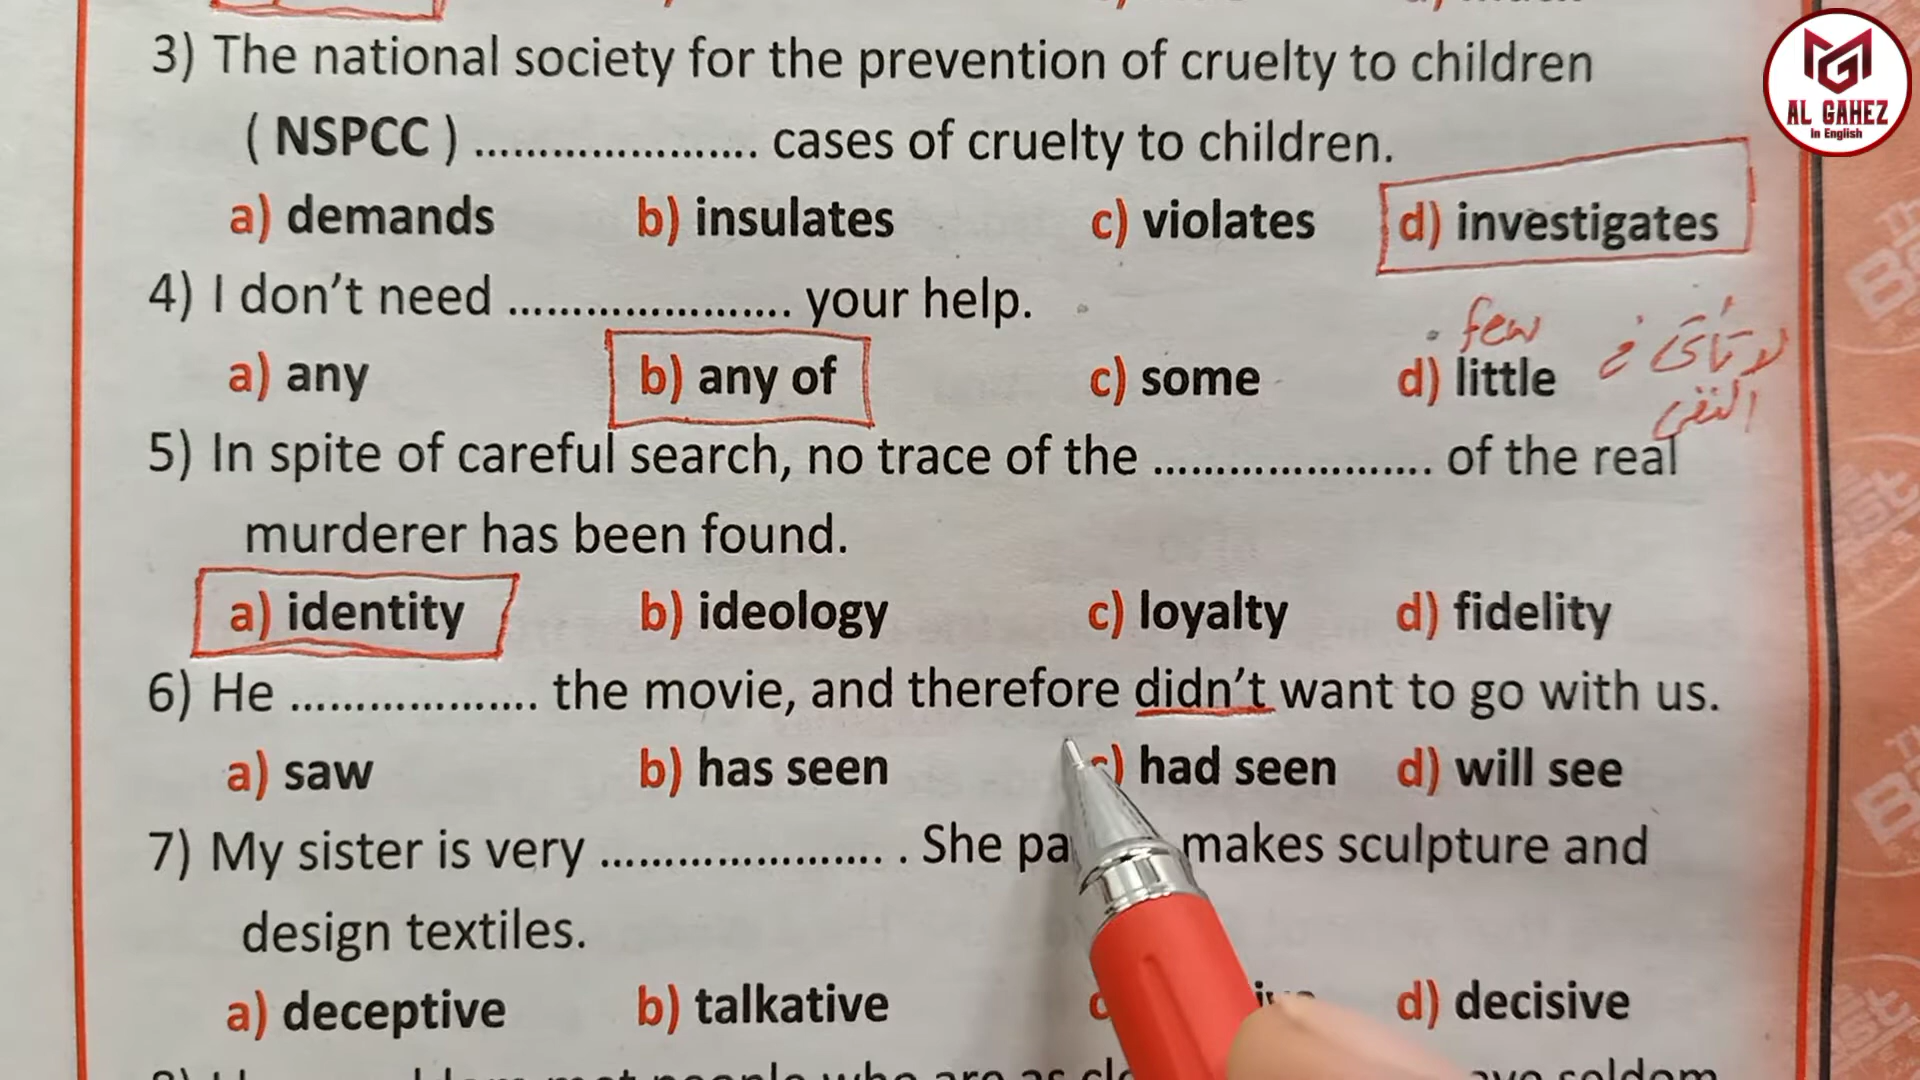 3) The national society for the prevention of cruelty to children
( NSPCC ) ...................... cases of cruelty to children.
a) demands b) insulates c) violates d) investigates
4) I don’t need ...................... your help.
few لا تأتى في
النفى
a) any b) any of c) some d) little
5) In spite of careful search, no trace of the ...................... of the real
murderer has been found.
a) identity b) ideology c) loyalty d) fidelity
6) He ................... the movie, and therefore didn’t want to go with us.
a) saw b) has seen c) had seen d) will see
7) My sister is very ...................... . She pa makes sculpture and
design textiles.
a) deceptive b) talkative d) decisive
AL GAHEZ
In English